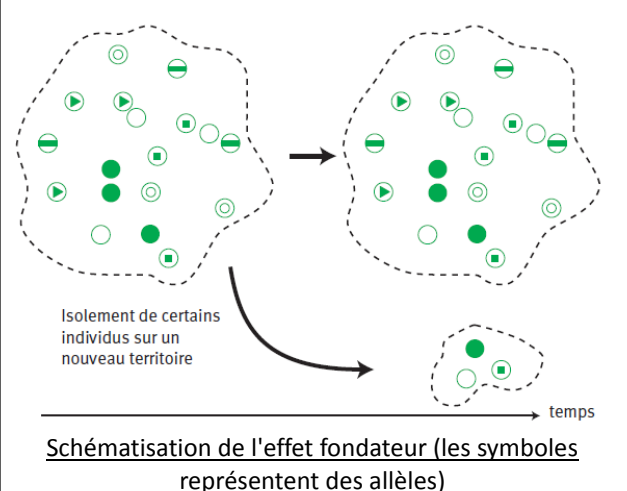 Isolement de certains
individus sur un
nouveau territoire
temps
Schématisation de l'effet fondateur (les symboles
représentent des allèles)